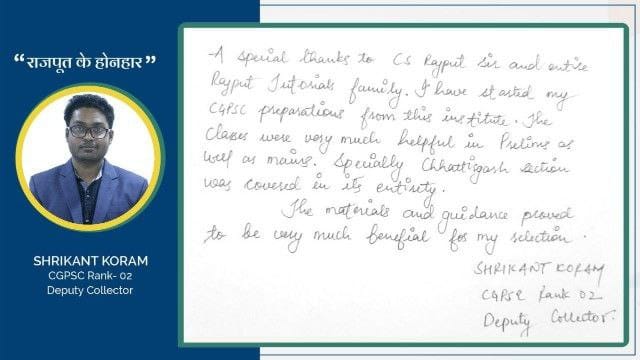 “राजपूत के होनहार”
SHRIKANT KORAM
CGPSC Rank- 02
Deputy Collector
A special thanks to CS Rajput Sir and entire
Rajput Tutorials family. I have started my
CGPSC preparations from this institute. The
Classes were very much helpful in Prelims as
well as mains. Specially Chhattisgarh section
was covered in its entirety.
The materials and guidance proved
to be very much benefial for my selection.
SHRIKANT KORAM
CGPSC Rank 02
Deputy Collector.